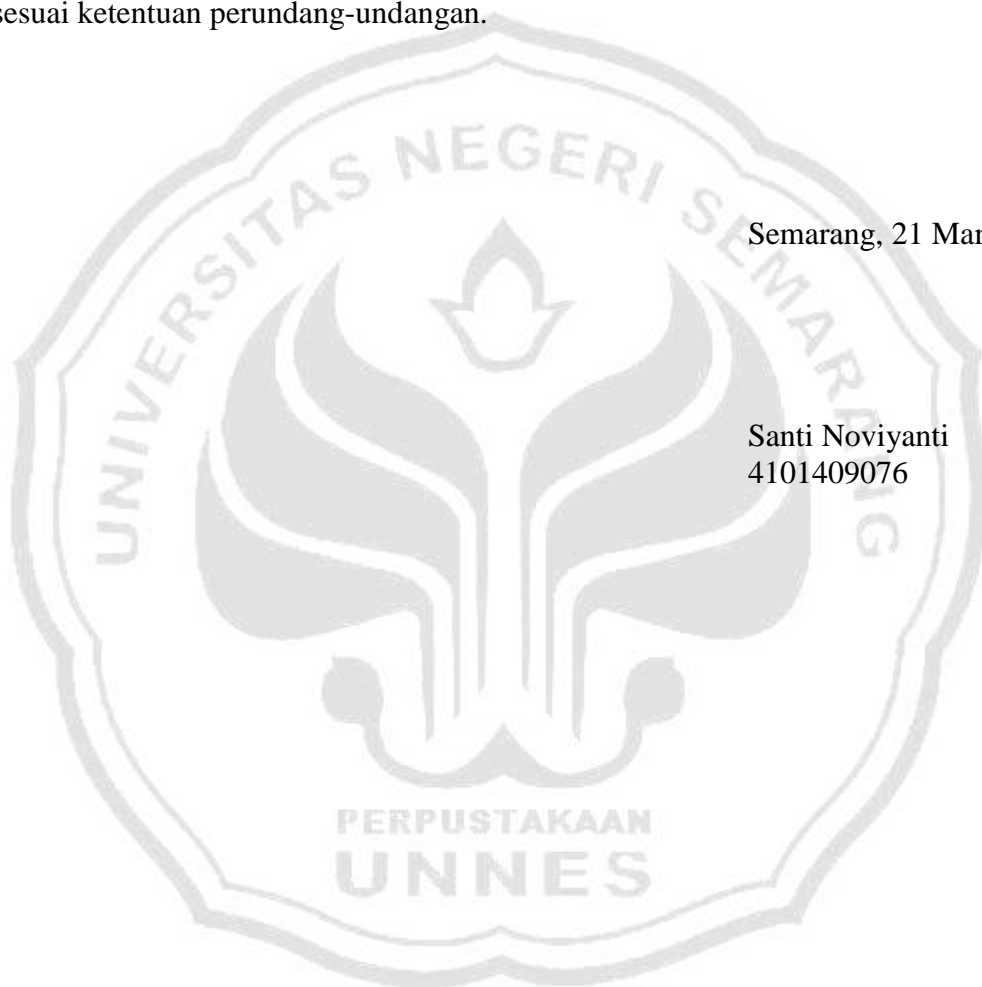 sesuai ketentuan perundang-undangan.
UNIVERSITAS NEGERI SEMARANG
Semarang, 21 Mar
Santi Noviyanti
4101409076
PERPUSTAKAAN
UNNES